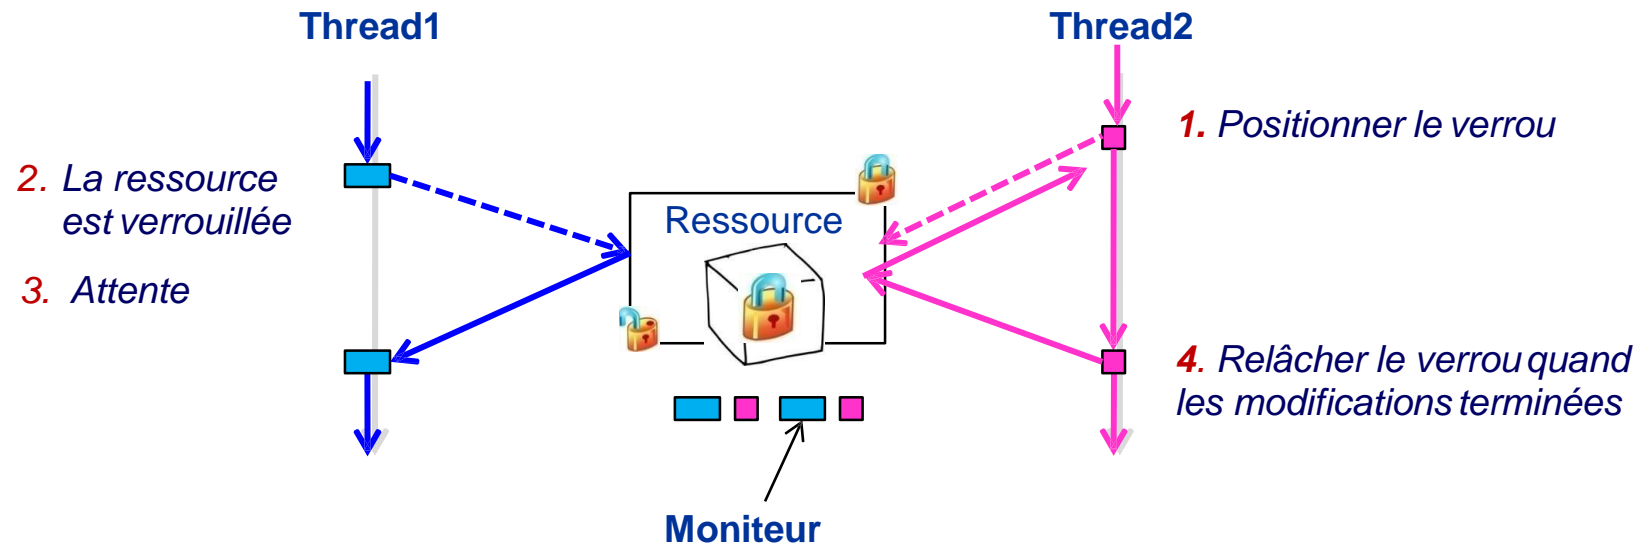 Thread1
Thread2
1. Positionner le verrou
2. La ressource
est verrouillée
Ressource
3. Attente
4. Relâcher le verrou quand
les modifications terminées
Moniteur